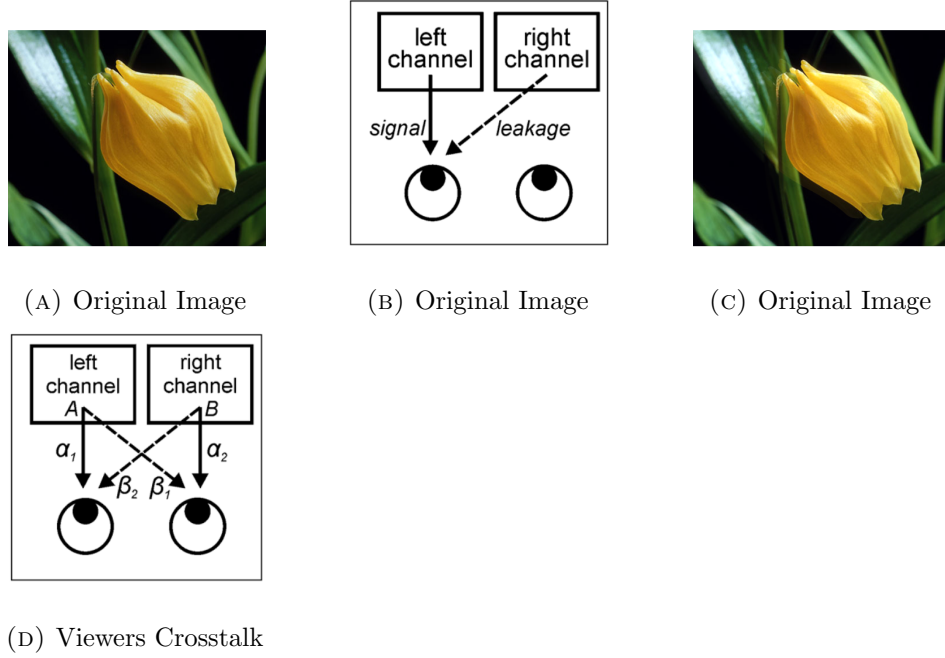 left channel
right channel
signal
leakage
(A) Original Image
(B) Original Image
(C) Original Image
left channel
right channel
A
B
α1
α2
β2
β1
(D) Viewers Crosstalk